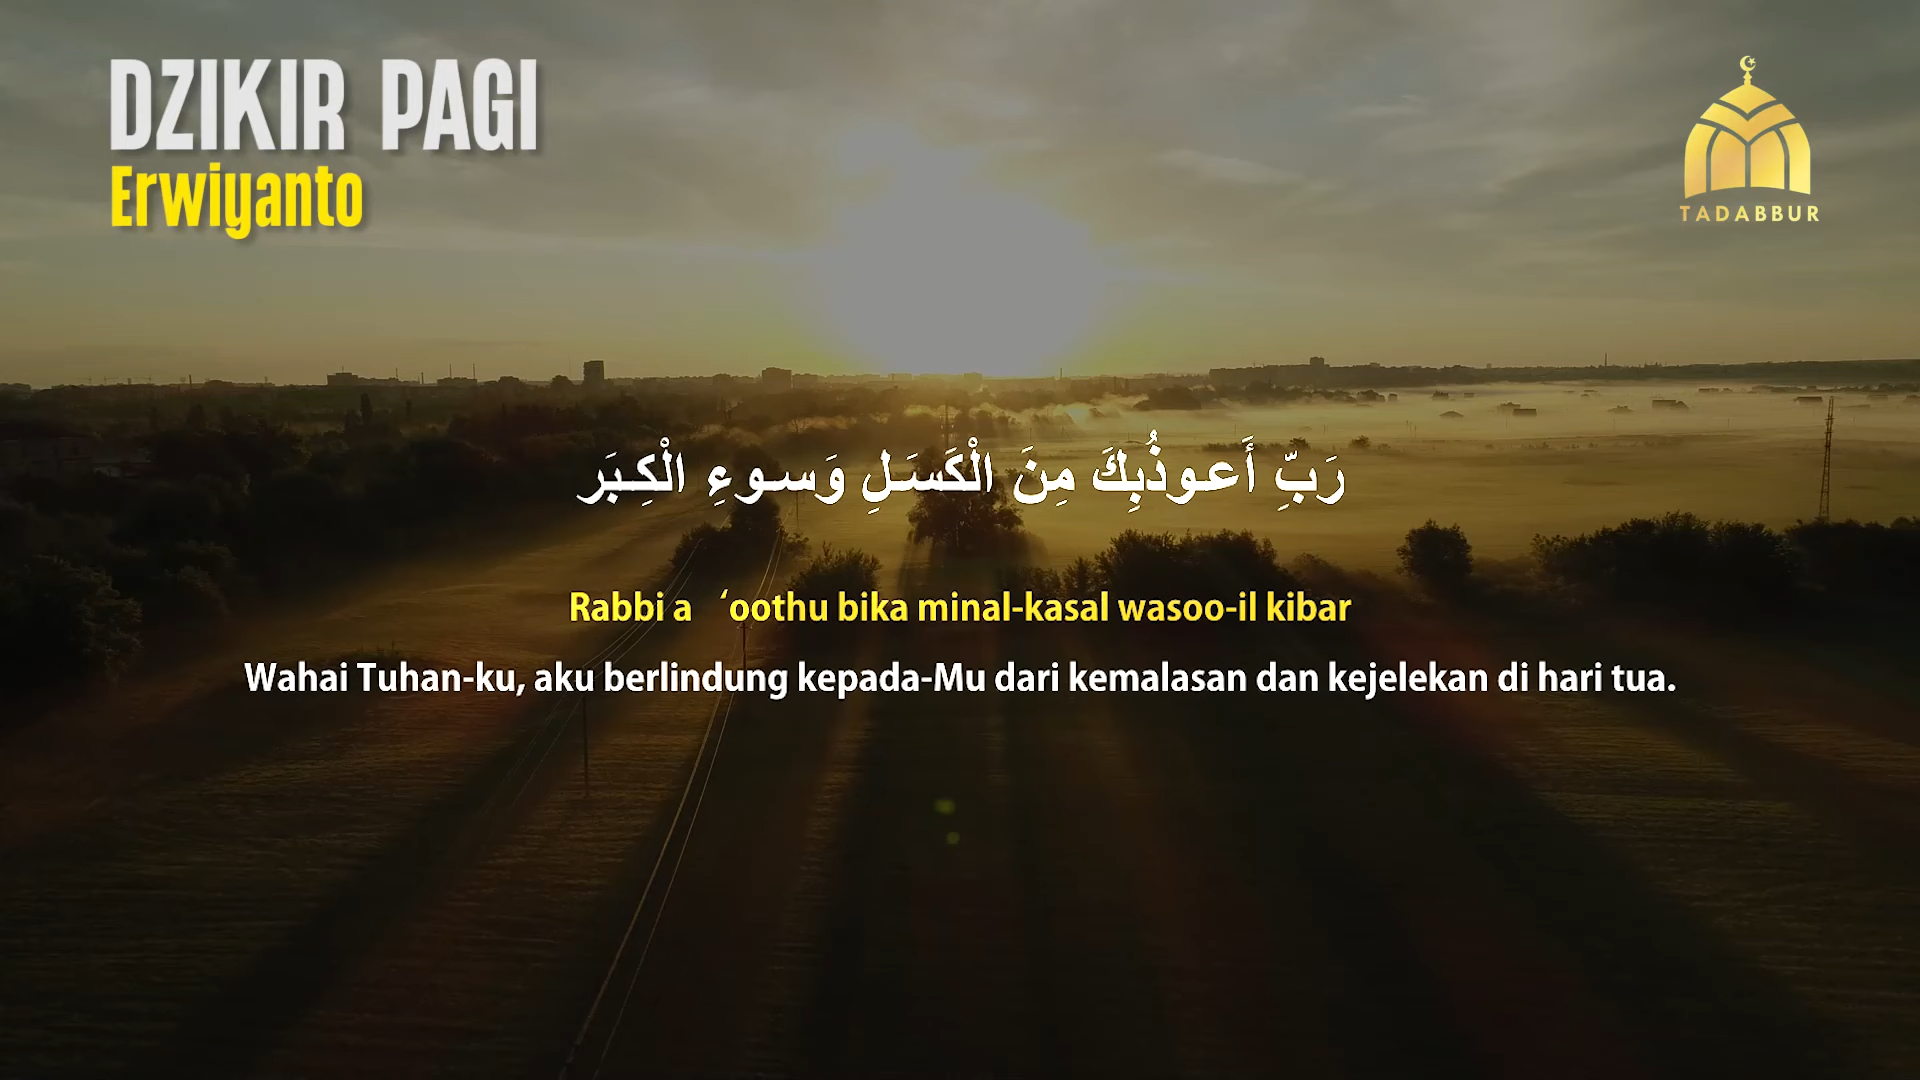 DZIKIR PAGI
Erwiyanto
TADABBUR
رَبِّ أَعوذُبِكَ مِنَ الْكَسَلِ وَسوءِ الْكِبَر
Rabbi a ‘oothu bika minal-kasal wasoo-il kibar
Wahai Tuhan-ku, aku berlindung kepada-Mu dari kemalasan dan kejelekan di hari tua.